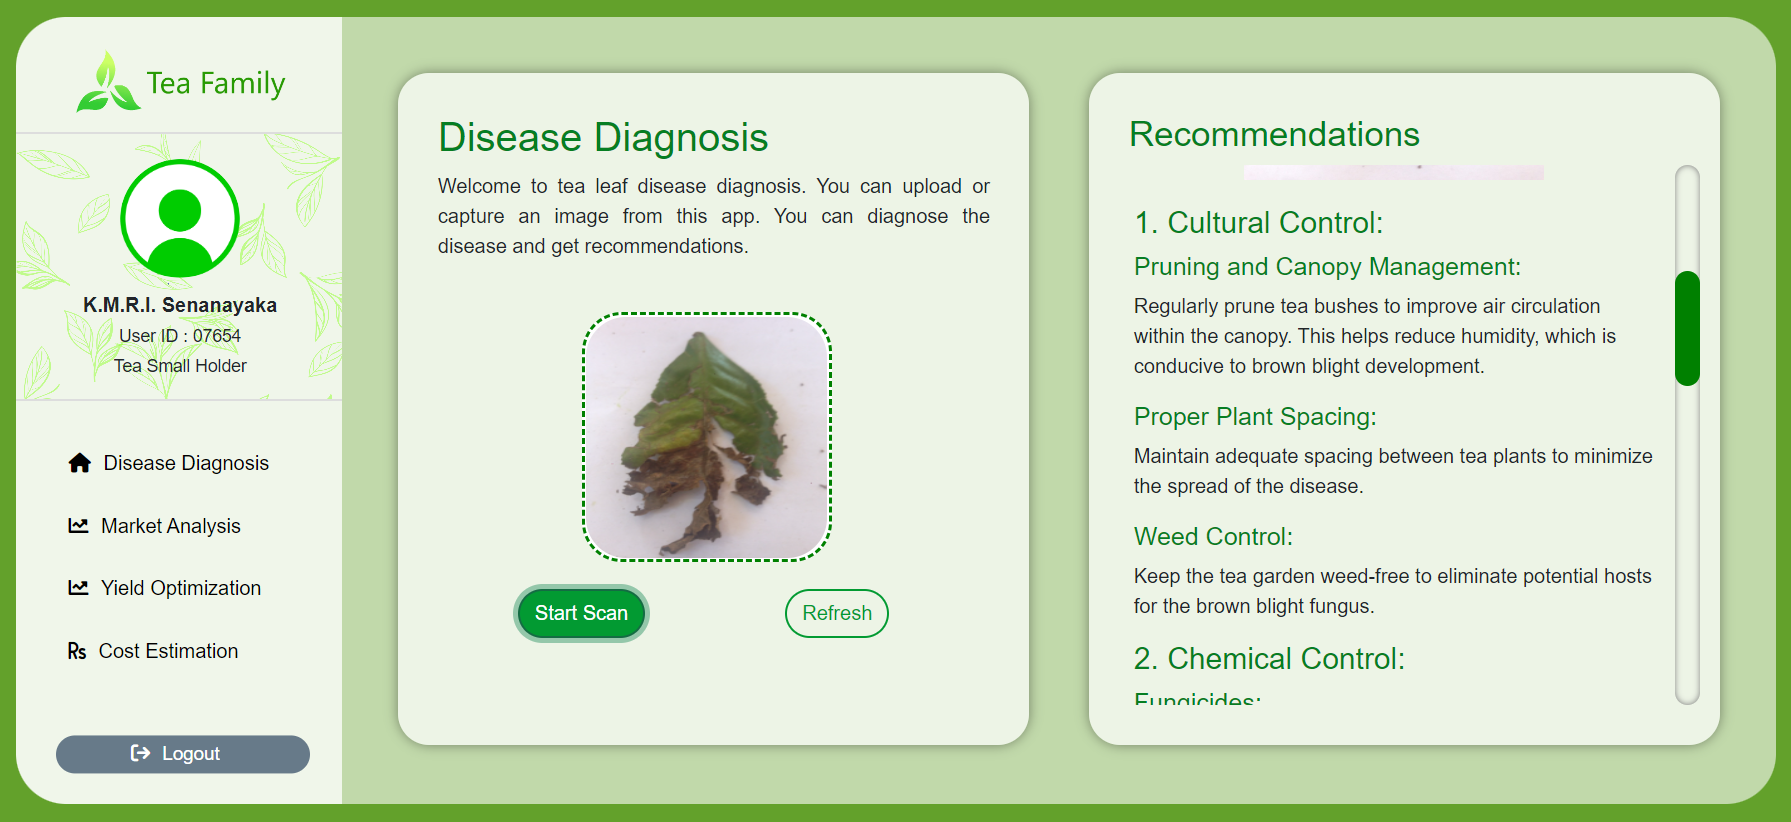 Tea Family
K.M.R.I. Senanayaka
User ID : 07654
Tea Small Holder
Disease Diagnosis
Market Analysis
Yield Optimization
Rs Cost Estimation
Logout
Disease Diagnosis
Welcome to tea leaf disease diagnosis. You can upload or
capture an image from this app. You can diagnose the
disease and get recommendations.
Start Scan
Refresh
Recommendations
1. Cultural Control:
Pruning and Canopy Management:
Regularly prune tea bushes to improve air circulation
within the canopy. This helps reduce humidity, which is
conducive to brown blight development.
Proper Plant Spacing:
Maintain adequate spacing between tea plants to minimize
the spread of the disease.
Weed Control:
Keep the tea garden weed-free to eliminate potential hosts
for the brown blight fungus.
2. Chemical Control:
Fungicides: